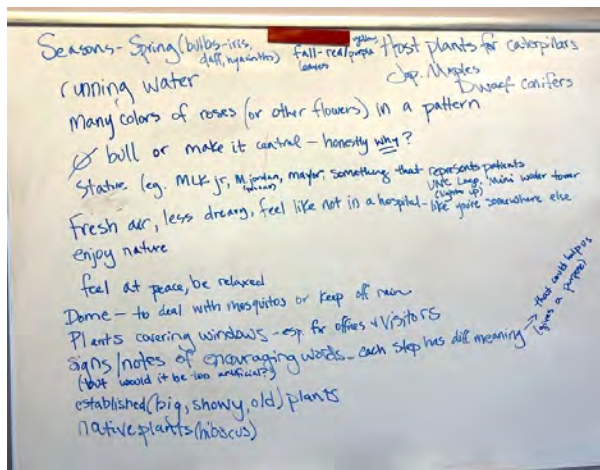 Seasons - Spring (bulbs-iris, daff, hyacinths) fall-red/purple yellow leaves Host plants for caterpillars
running water Jap. Maples Dwarf conifers
many colors of roses (or other flowers) in a pattern
Ø bull or make it central - honestly why?
Statue (eg. MLK jr, M. Jordan, mayor, something that represents patients
UNC Logo, Mini water tower (lights up)
Fresh air, less dreary, feel like not in a hospital - like you're somewhere else
enjoy nature
feel at peace, be relaxed
Dome - to deal with mosquitos or keep off rain
Plants covering windows - esp. for offices & visitors
signs/notes of encouraging words - each step has diff meaning → that could help us (gives a purpose)
(but would it be too artificial?)
established (big, showy, old) plants
native plants (hibiscus)